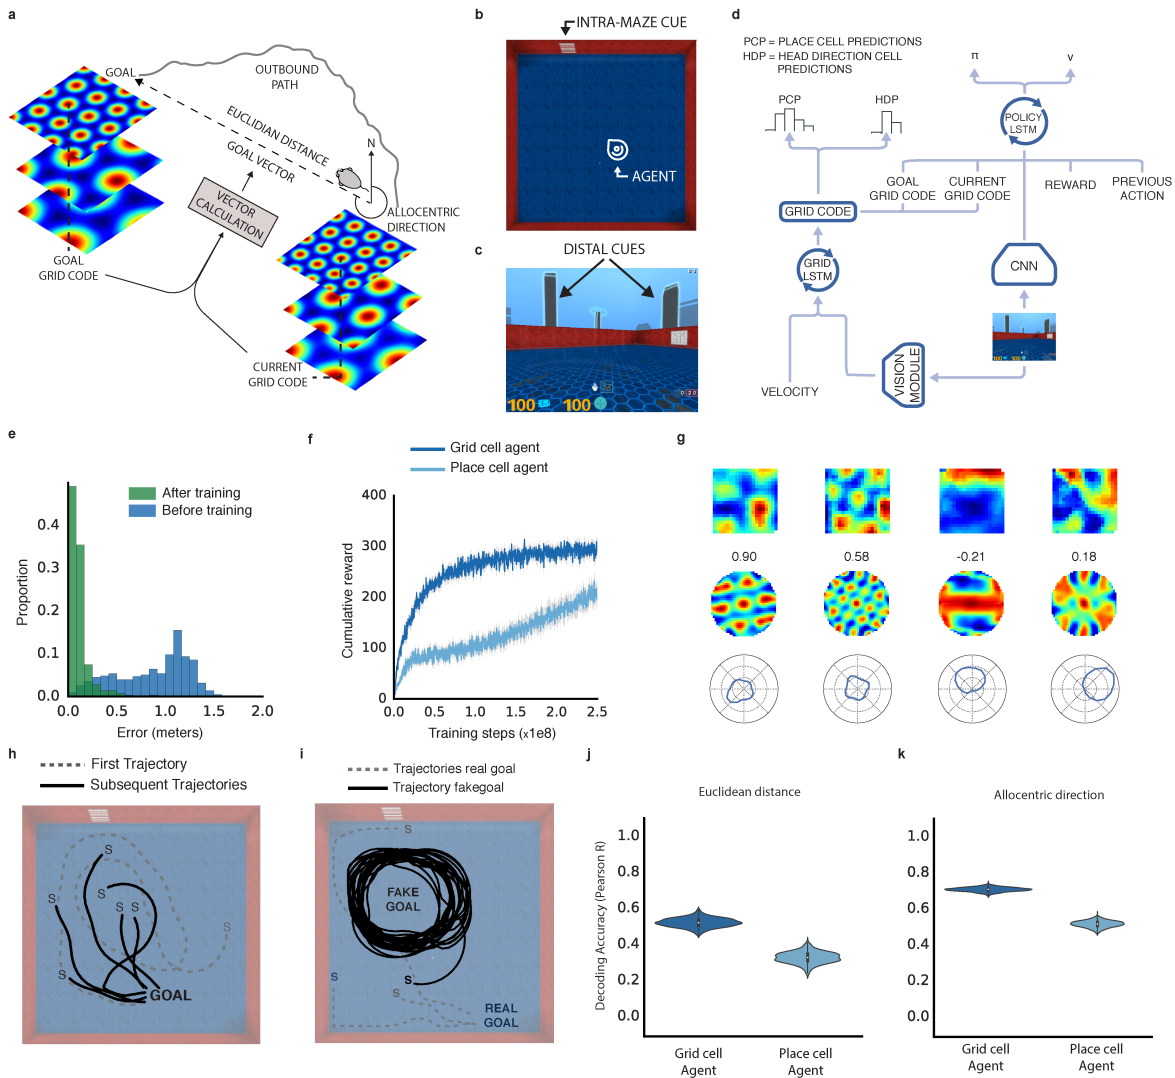 a
GOAL
OUTBOUND
PATH
EUCLIDIAN DISTANCE
GOAL VECTOR
N
VECTOR
CALCULATION
ALLOCENTRIC
DIRECTION
GOAL
GRID CODE
CURRENT
GRID CODE
b
INTRA-MAZE CUE
AGENT
c
DISTAL CUES
100
100
d
PCP = PLACE CELL PREDICTIONS
HDP = HEAD DIRECTION CELL
PREDICTIONS
π
v
PCP
HDP
POLICY
LSTM
GOAL
GRID CODE
CURRENT
GRID CODE
REWARD
PREVIOUS
ACTION
GRID CODE
GRID
LSTM
CNN
VELOCITY
VISION
MODULE
100
100
e
After training
Before training
Proportion
0.4
0.3
0.2
0.1
0.0
0.0
0.5
1.0
1.5
2.0
Error (meters)
f
Grid cell agent
Place cell agent
Cumulative reward
400
300
200
100
0
0.0
0.5
1.0
1.5
2.0
2.5
Training steps (x1e8)
g
0.90
0.58
-0.21
0.18
h
First Trajectory
Subsequent Trajectories
S
S
S
S
S
S
S
GOAL
i
Trajectories real goal
Trajectory fakegoal
S
FAKE
GOAL
S
S
S
REAL
GOAL
j
Euclidean distance
Decoding Accuracy (Pearson R)
1.0
0.8
0.6
0.4
0.2
0.0
Grid cell
Agent
Place cell
Agent
k
Allocentric direction
1.0
0.8
0.6
0.4
0.2
0.0
Grid cell
Agent
Place cell
Agent